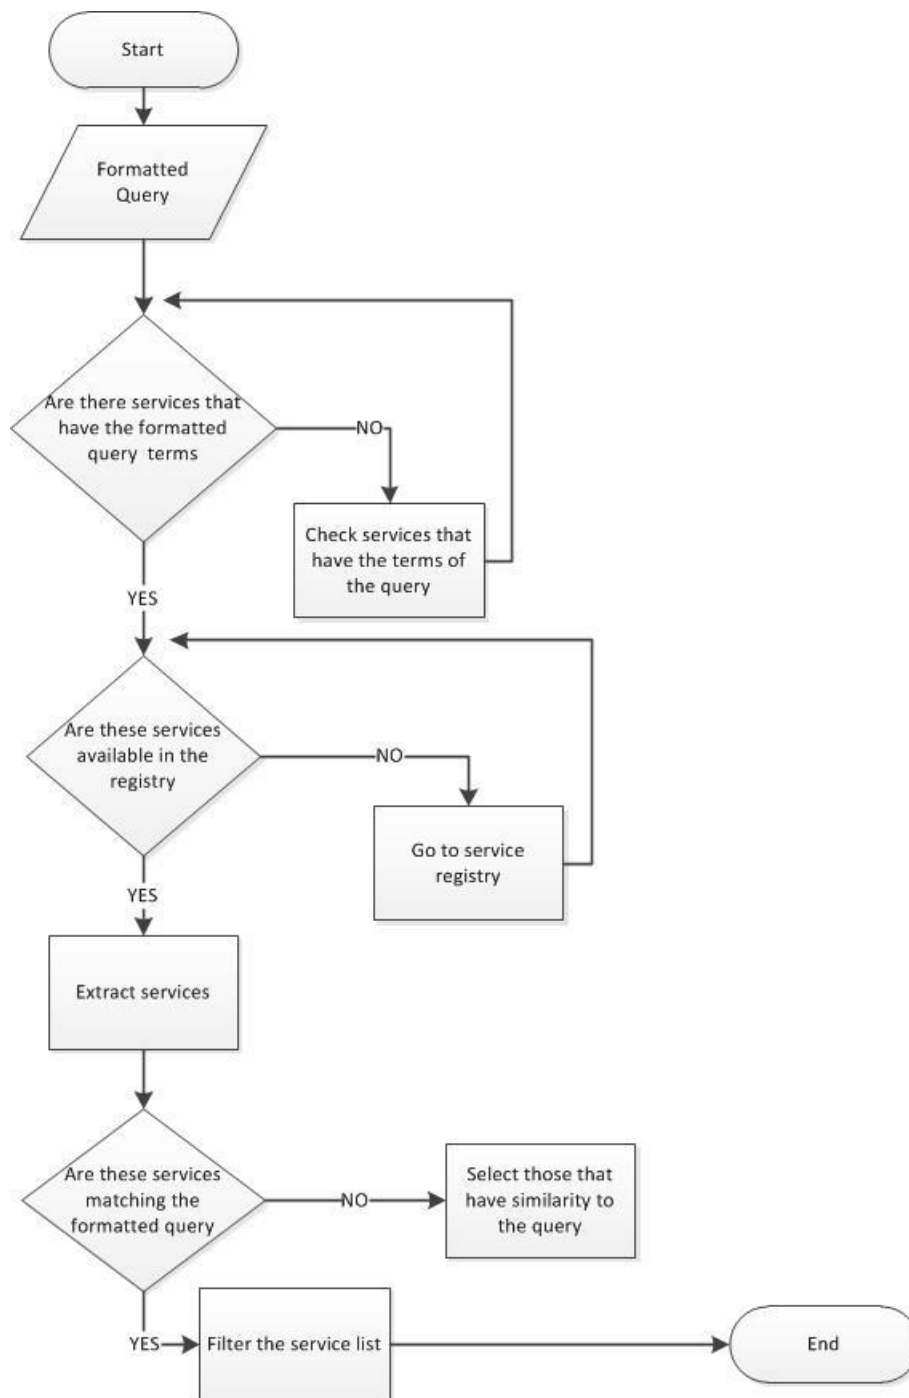 Start
Formatted
Query
Are there services that
have the formatted
query terms
NO
Check services that
have the terms of
the query
YES
Are these services
available in the
registry
NO
Go to service
registry
YES
Extract services
Are these services
matching the
formatted query
NO
Select those that
have similarity to
the query
YES
Filter the service list
End